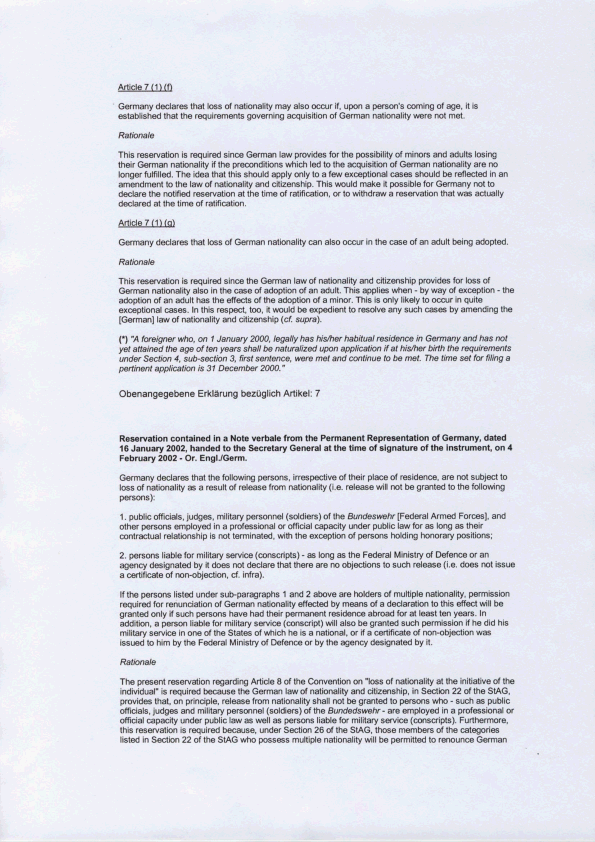 Article 7 (1) (f)
Germany declares that loss of nationality may also occur if, upon a person's coming of age, it is
established that the requirements governing acquisition of German nationality were not met.
Rationale
This reservation is required since German law provides for the possibility of minors and adults losing
their German nationality if the preconditions which led to the acquisition of German nationality are no
longer fulfilled. The idea that this should apply only to a few exceptional cases should be reflected in an
amendment to the law of nationality and citizenship. This would make it possible for Germany not to
declare the notified reservation at the time of ratification, or to withdraw a reservation that was actually
declared at the time of ratification.
Article 7 (1) (g)
Germany declares that loss of German nationality can also occur in the case of an adult being adopted.
Rationale
This reservation is required since the German law of nationality and citizenship provides for loss of
German nationality also in the case of adoption of an adult. This applies when - by way of exception - the
adoption of an adult has the effects of the adoption of a minor. This is only likely to occur in quite
exceptional cases. In this respect, too, it would be expedient to resolve any such cases by amending the
[German] law of nationality and citizenship (cf. supra).
(*) "A foreigner who, on 1 January 2000, legally has his/her habitual residence in Germany and has not
yet attained the age of ten years shall be naturalized upon application if at his/her birth the requirements
under Section 4, sub-section 3, first sentence, were met and continue to be met. The time set for filing a
pertinent application is 31 December 2000."
Obenangegebene Erklärung bezüglich Artikel: 7
Reservation contained in a Note verbale from the Permanent Representation of Germany, dated
16 January 2002, handed to the Secretary General at the time of signature of the instrument, on 4
February 2002 - Or. Engl./Germ.
Germany declares that the following persons, irrespective of their place of residence, are not subject to
loss of nationality as a result of release from nationality (i.e. release will not be granted to the following
persons):
1. public officials, judges, military personnel (soldiers) of the Bundeswehr [Federal Armed Forces], and
other persons employed in a professional or official capacity under public law for as long as their
contractual relationship is not terminated, with the exception of persons holding honorary positions;
2. persons liable for military service (conscripts) - as long as the Federal Ministry of Defence or an
agency designated by it does not declare that there are no objections to such release (i.e. does not issue
a certificate of non-objection, cf. infra).
If the persons listed under sub-paragraphs 1 and 2 above are holders of multiple nationality, permission
required for renunciation of German nationality effected by means of a declaration to this effect will be
granted only if such persons have had their permanent residence abroad for at least ten years. In
addition, a person liable for military service (conscript) will also be granted such permission if he did his
military service in one of the States of which he is a national, or if a certificate of non-objection was
issued to him by the Federal Ministry of Defence or by the agency designated by it.
Rationale
The present reservation regarding Article 8 of the Convention on "loss of nationality at the initiative of the
individual" is required because the German law of nationality and citizenship, in Section 22 of the StAG,
provides that, on principle, release from nationality shall not be granted to persons who - such as public
officials, judges and military personnel (soldiers) of the Bundeswehr - are employed in a professional or
official capacity under public law as well as persons liable for military service (conscripts). Furthermore,
this reservation is required because, under Section 26 of the StAG, those members of the categories
listed in Section 22 of the StAG who possess multiple nationality will be permitted to renounce German